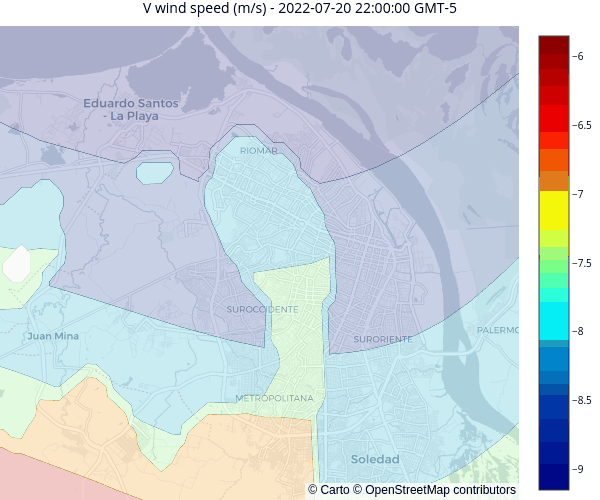 V wind speed (m/s) - 2022-07-20 22:00:00 GMT-5
Eduardo Santos
- La Playa
RIOMAR
SUROCCIDENTE
Juan Mina
SURORIENTE
PALERMO
METROPOLITANA
Soledad
© Carto © OpenStreetMap contributors
−6
−6.5
−7
−7.5
−8
−8.5
−9